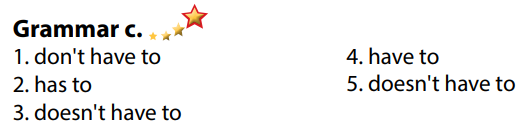 Grammar c.
1. don't have to
2. has to
3. doesn't have to
4. have to
5. doesn't have to